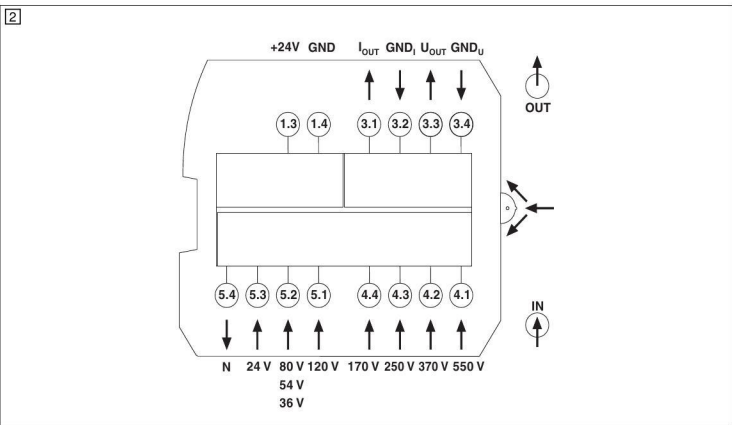 2
+24V GND I_OUT GND_I U_OUT GND_U
OUT
1.3 1.4 3.1 3.2 3.3 3.4
5.4 5.3 5.2 5.1 4.4 4.3 4.2 4.1
IN
N 24 V 80 V 120 V 170 V 250 V 370 V 550 V
54 V
36 V